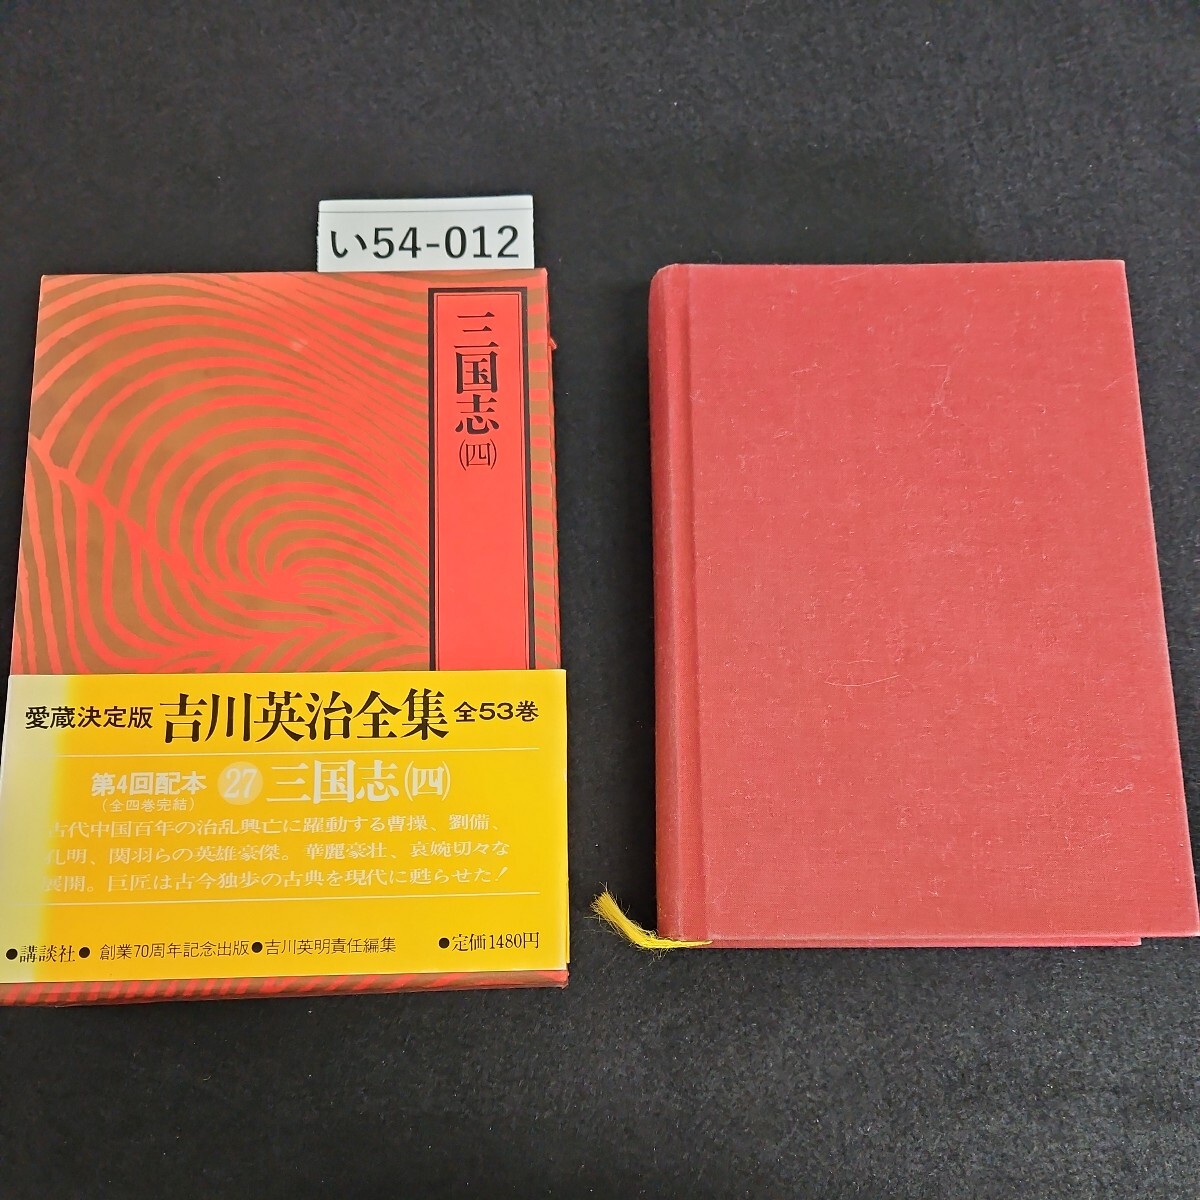 い54-012
三国志(四)
愛蔵決定版 吉川英治全集 全53巻
第4回配本 27 三国志(四)
(全四巻完結)
古代中国百年の治乱興亡に躍動する曹操、劉備、
孔明、関羽らの英雄豪傑。華麗豪壮、哀婉切々な
展開。巨匠は古今独歩の古典を現代に甦らせた!
●講談社● 創業70周年記念出版●吉川英明責任編集 ●定価1480円